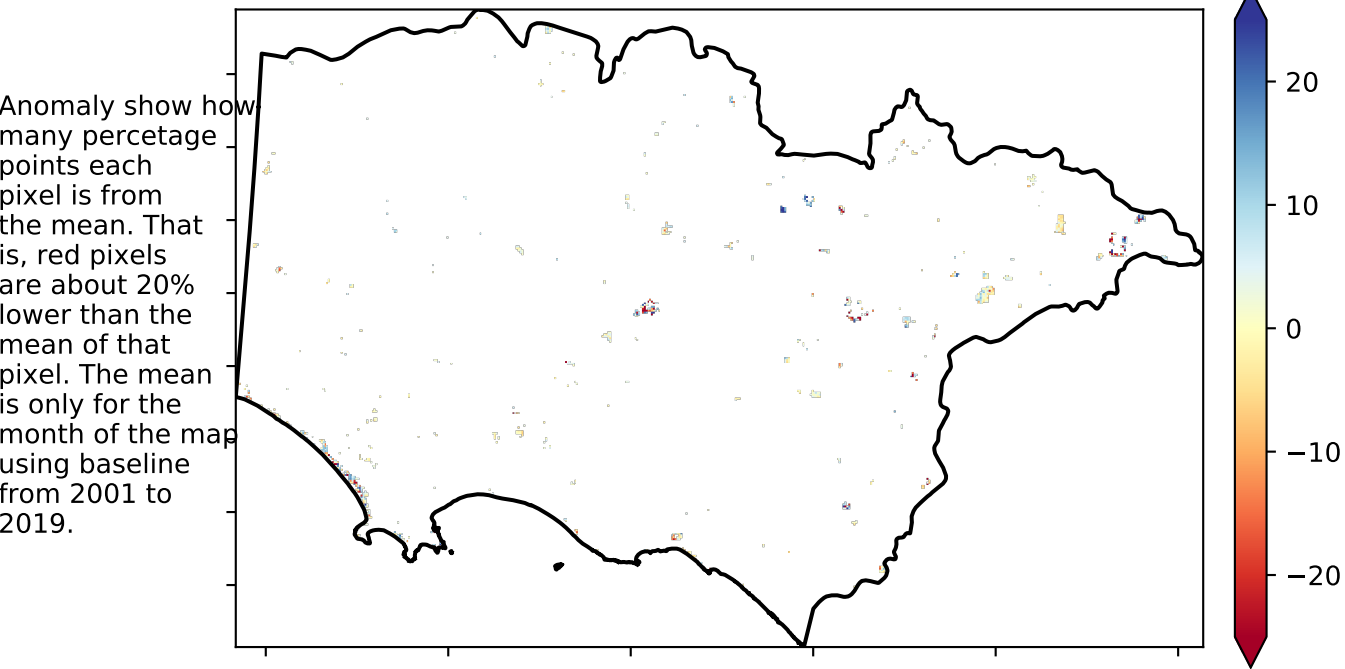 Anomaly show how
many percetage
points each
pixel is from
the mean. That
is, red pixels
are about 20%
lower than the
mean of that
pixel. The mean
is only for the
month of the map
using baseline
from 2001 to
2019.
20
10
0
−10
−20